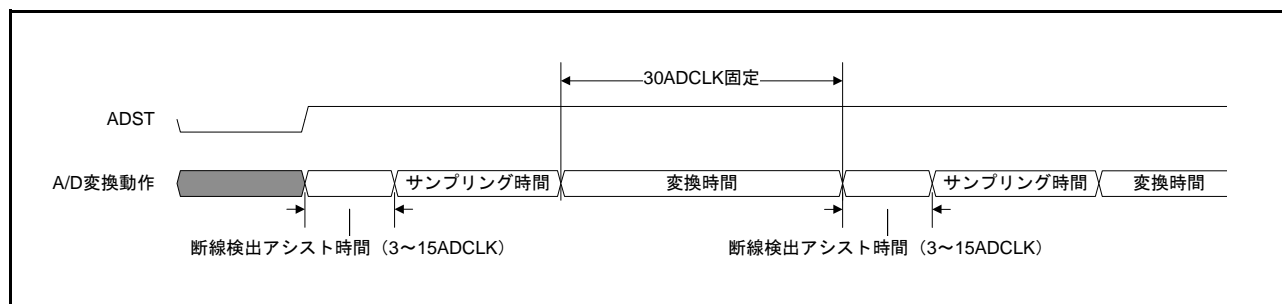 30ADCLK固定
ADST
A/D変換動作
サンプリング時間
変換時間
サンプリング時間
変換時間
断線検出アシスト時間（3～15ADCLK）
断線検出アシスト時間（3～15ADCLK）